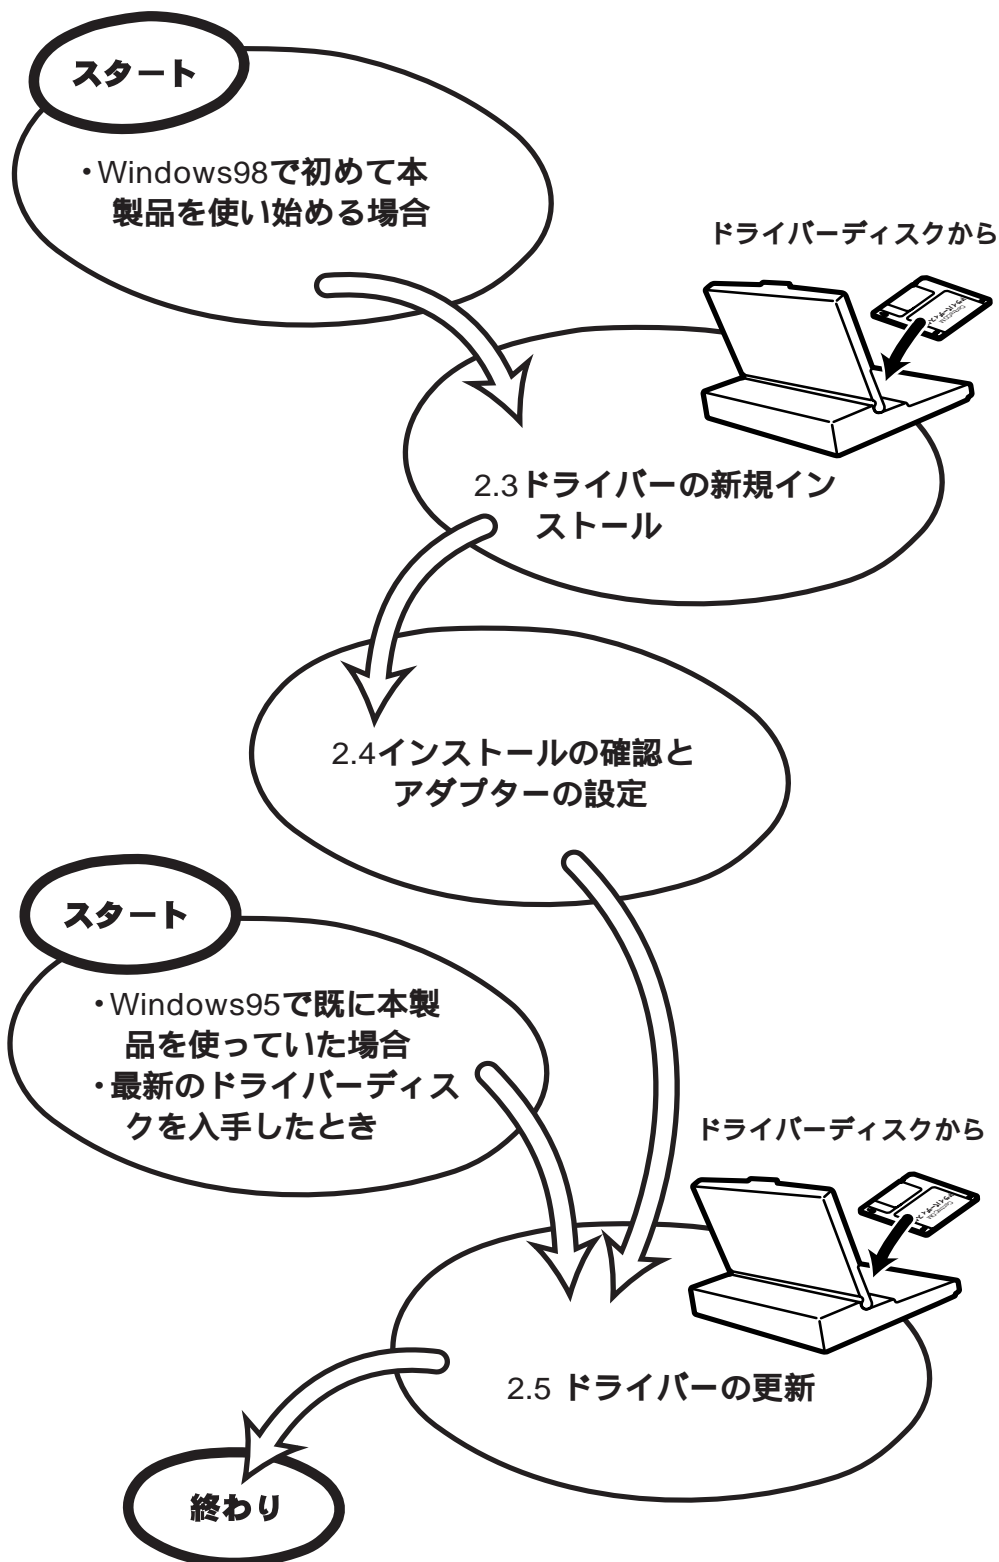 スタート
・Windows98で初めて本
製品を使い始める場合
ドライバーディスクから
2.3ドライバーの新規イン
ストール
2.4インストールの確認と
アダプターの設定
スタート
・Windows95で既に本製
品を使っていた場合
・最新のドライバーディス
クを入手したとき
ドライバーディスクから
2.5 ドライバーの更新
終わり